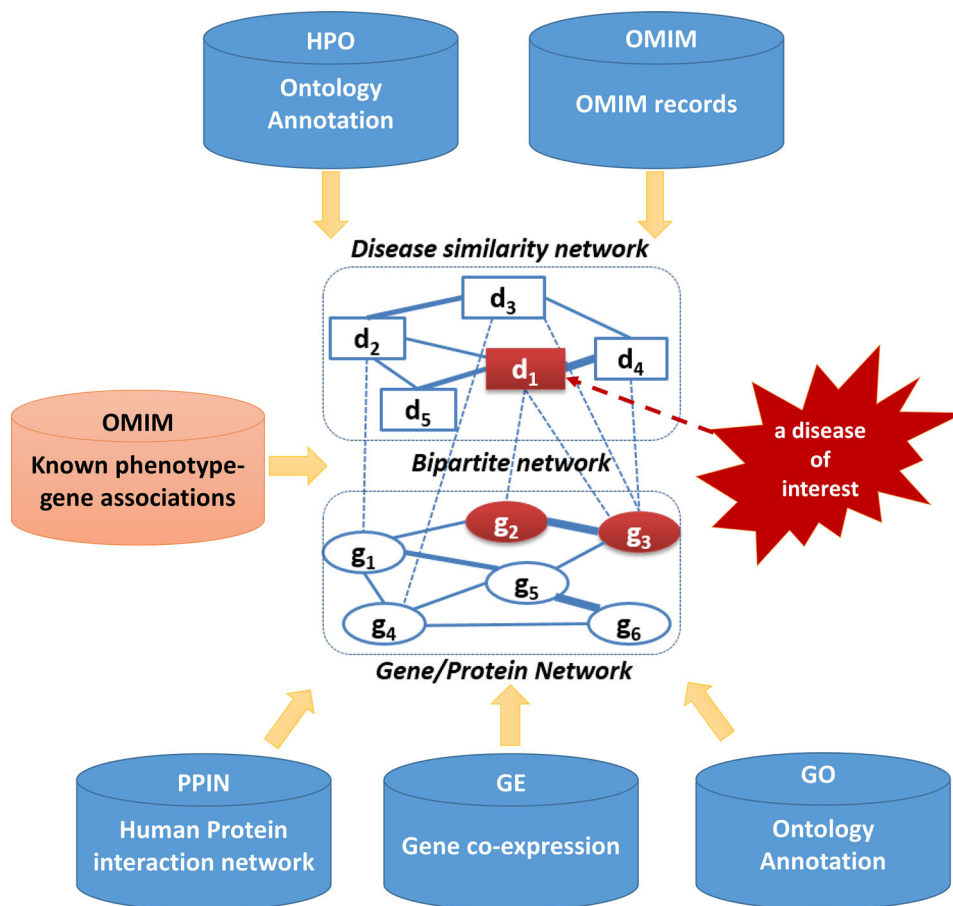 HPO
Ontology
Annotation
OMIM
OMIM records
Disease similarity network
d3
d2
d1
d4
d5
OMIM
Known phenotype-
gene associations
a disease
of
interest
Bipartite network
g2
g3
g1
g5
g4
g6
Gene/Protein Network
PPIN
Human Protein
interaction network
GE
Gene co-expression
GO
Ontology
Annotation